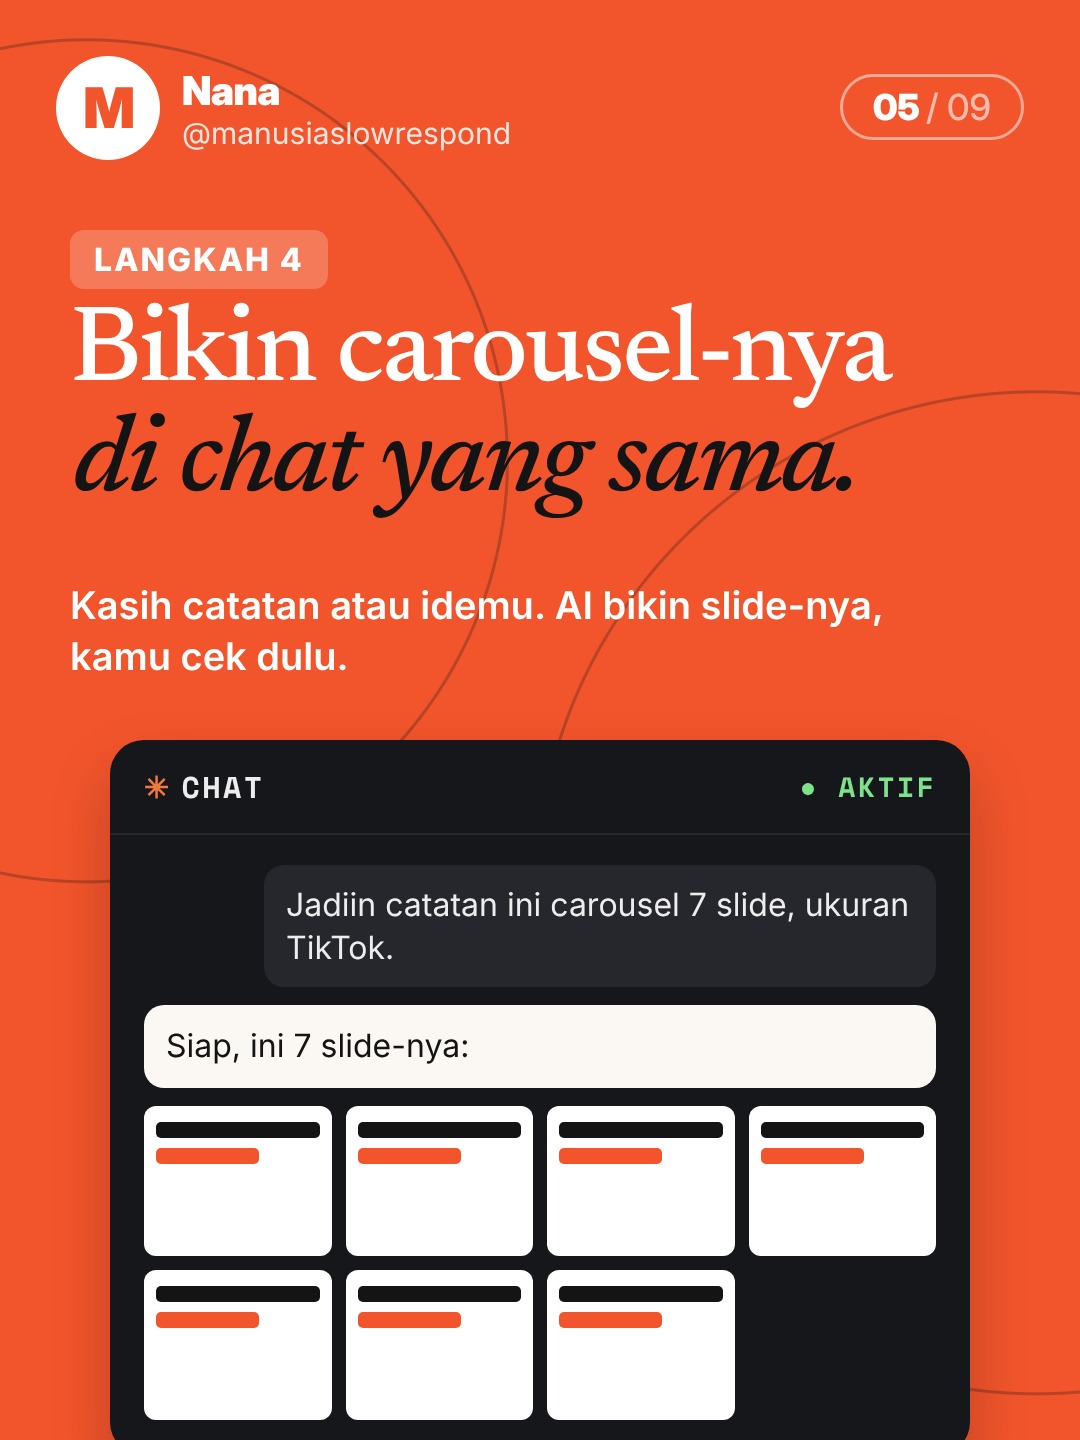 M
Nana
@manusiaslowrespond
05 / 09
LANGKAH 4
Bikin carousel-nya
di chat yang sama.
Kasih catatan atau idemu. AI bikin slide-nya,
kamu cek dulu.
CHAT
AKTIF
Jadiin catatan ini carousel 7 slide, ukuran
TikTok.
Siap, ini 7 slide-nya: